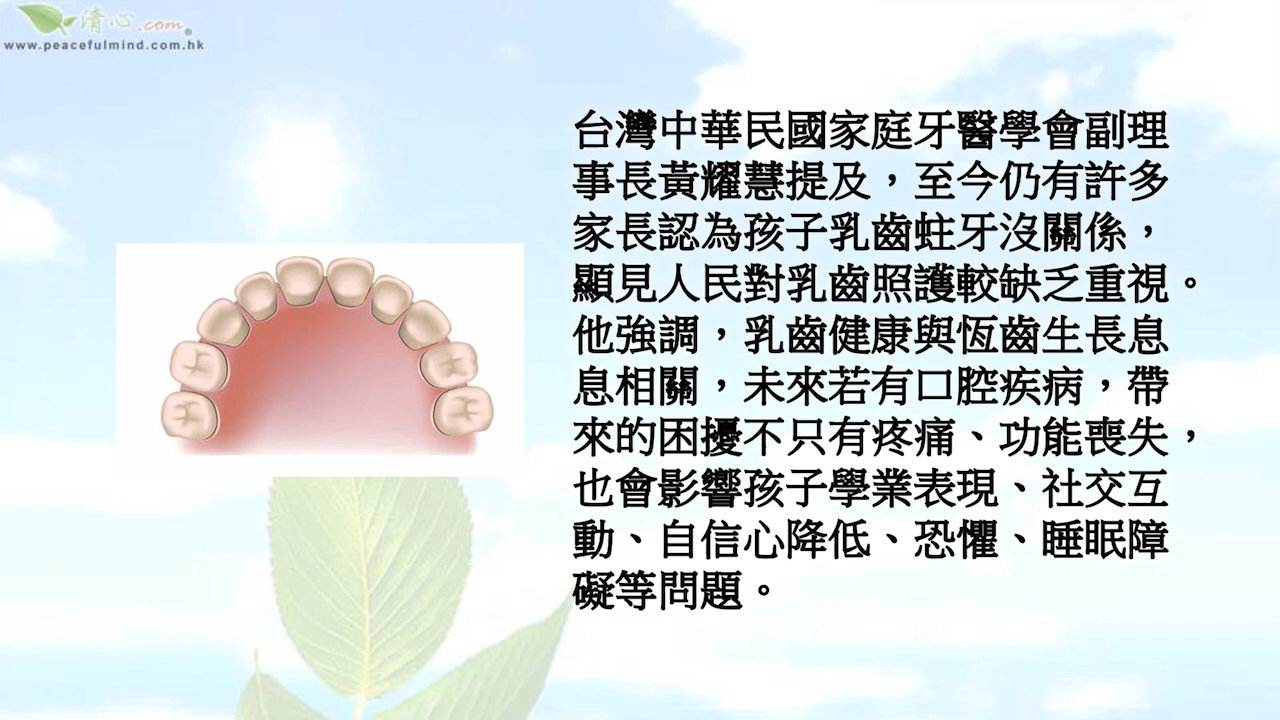 清心.com
www.peacefulmind.com.hk
台灣中華民國家庭牙醫學會副理
事長黃耀慧提及，至今仍有許多
家長認為孩子乳齒蛀牙沒關係，
顯見人民對乳齒照護較缺乏重視。
他強調，乳齒健康與恆齒生長息
息相關，未來若有口腔疾病，帶
來的困擾不只有疼痛、功能喪失，
也會影響孩子學業表現、社交互
動、自信心降低、恐懼、睡眠障
礙等問題。